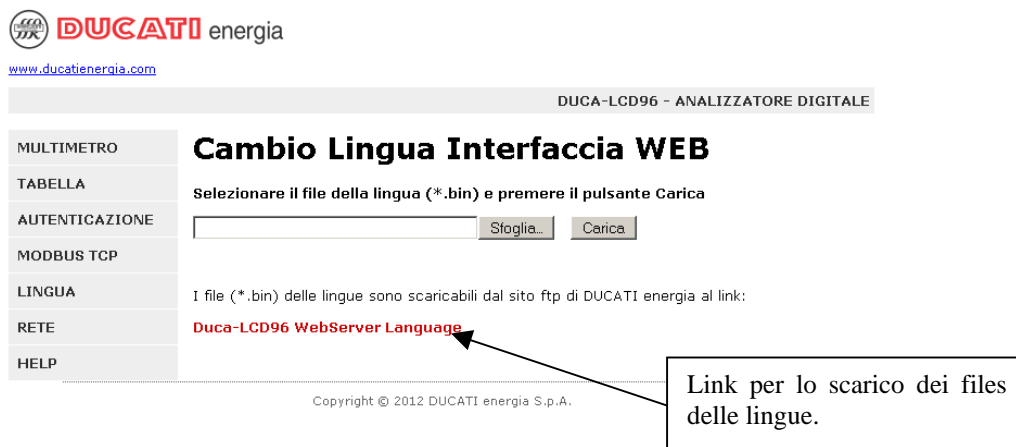 DUCATI energia
www.ducatienergia.com
DUCA-LCD96 - ANALIZZATORE DIGITALE
MULTIMETRO
TABELLA
AUTENTICAZIONE
MODBUS TCP
LINGUA
RETE
HELP
Cambio Lingua Interfaccia WEB
Selezionare il file della lingua (*.bin) e premere il pulsante Carica
Sfoglia... Carica
I file (*.bin) delle lingue sono scaricabili dal sito ftp di DUCATI energia al link:
Duca-LCD96 WebServer Language
Link per lo scarico dei files
delle lingue.
Copyright © 2012 DUCATI energia S.p.A.